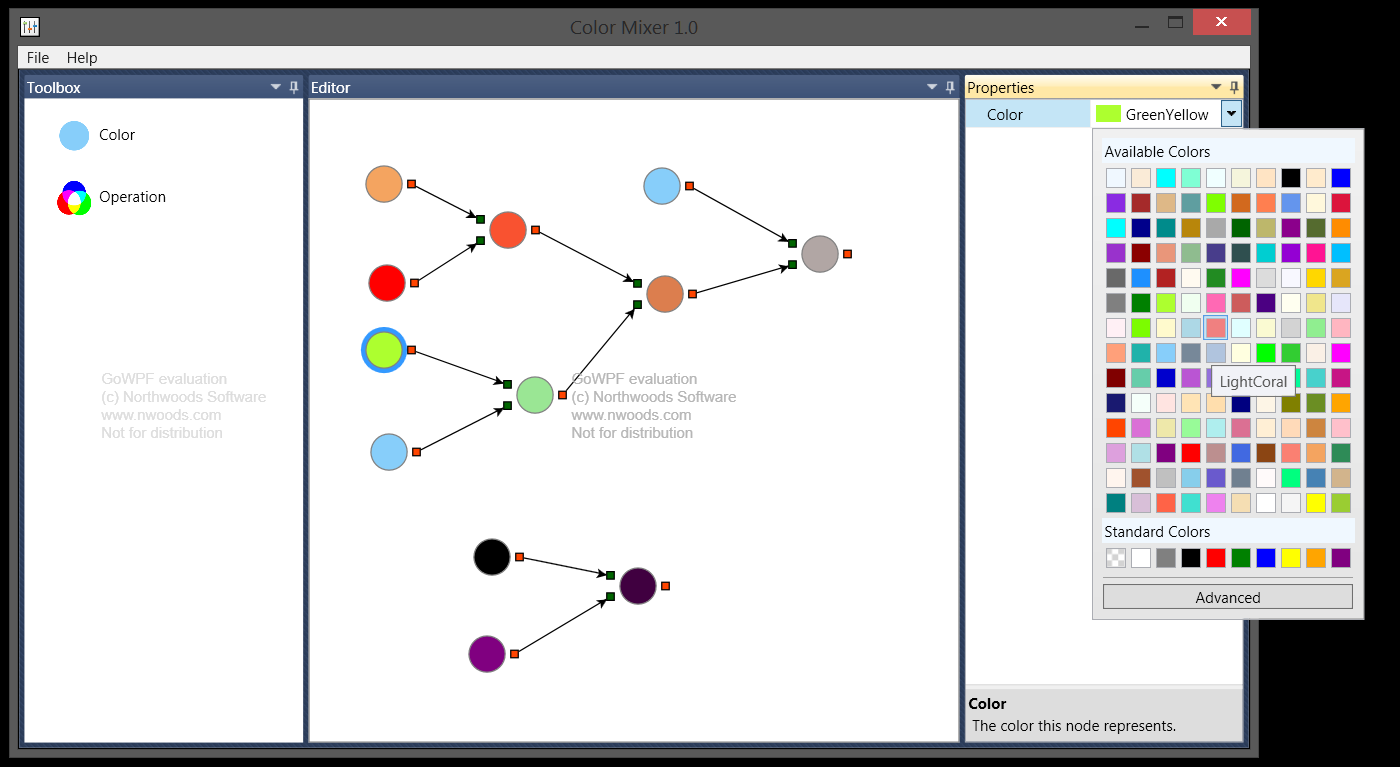 Color Mixer 1.0
File Help
Toolbox
Color
Operation
GoWPF evaluation
(c) Northwoods Software
www.nwoods.com
Not for distribution
Editor
GoWPF evaluation
(c) Northwoods Software
www.nwoods.com
Not for distribution
Properties
Color GreenYellow
Available Colors
LightCoral
Standard Colors
Advanced
Color
The color this node represents.